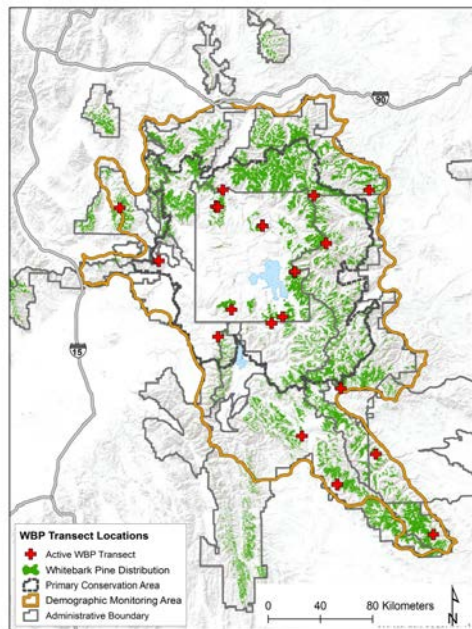 90
15
WBP Transect Locations
Active WBP Transect
Whitebark Pine Distribution
Primary Conservation Area
Demographic Monitoring Area
Administrative Boundary
0 20 40 80 Kilometers
N